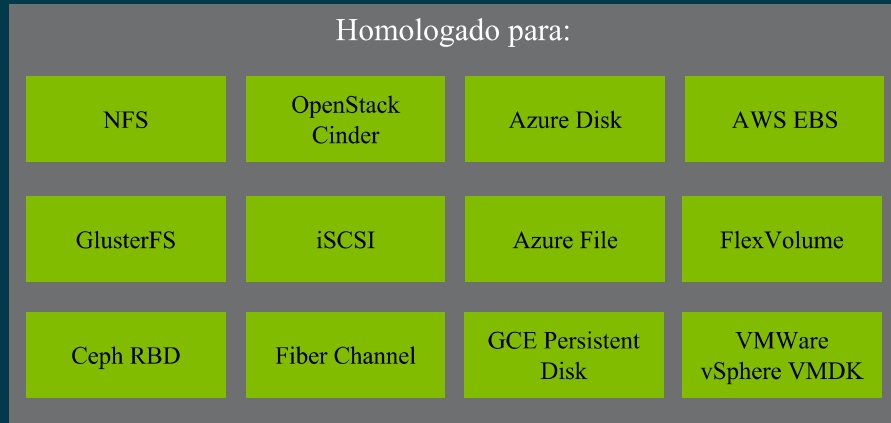 Homologado para:
NFS
OpenStack
Cinder
Azure Disk
AWS EBS
GlusterFS
iSCSI
Azure File
FlexVolume
Ceph RBD
Fiber Channel
GCE Persistent
Disk
VMWare
vSphere VMDK